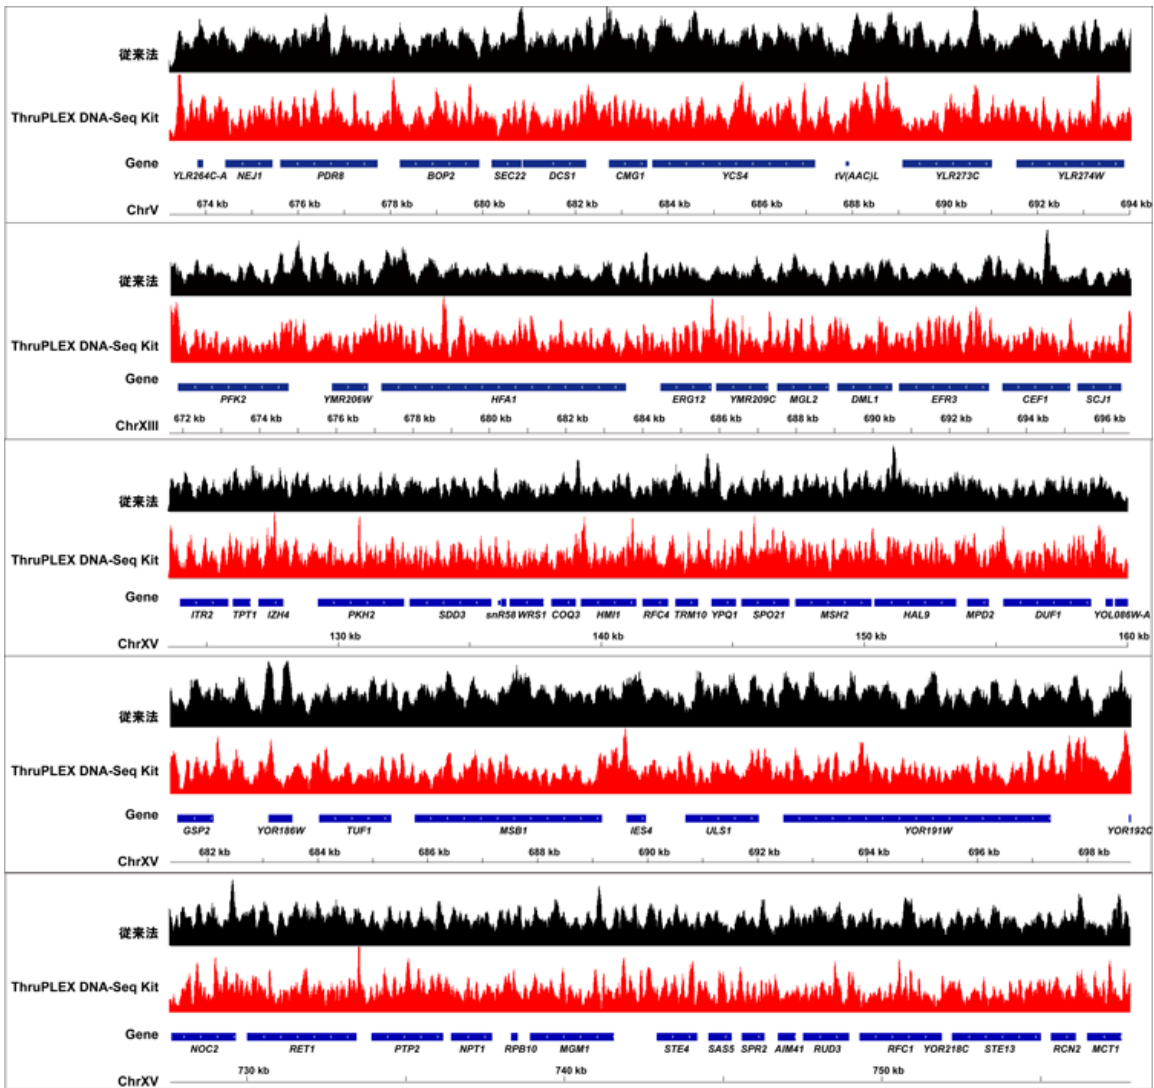 従来法
ThruPLEX DNA-Seq Kit
Gene
YLR264C-A NEJ1 PDR8 BOP2 SEC22 DCS1 CMG1 YCS4 tV(AAC)L YLR273C YLR274W
ChrV
674 kb 676 kb 678 kb 680 kb 682 kb 684 kb 686 kb 688 kb 690 kb 692 kb 694 kb
従来法
ThruPLEX DNA-Seq Kit
Gene
PFK2 YMR206W HFA1 ERG12 YMR209C MGL2 DML1 EFR3 CEF1 SCJ1
672 kb 674 kb 676 kb 678 kb 680 kb 682 kb 684 kb 686 kb 688 kb 690 kb 692 kb 694 kb 696 kb
ChrXIII
従来法
ThruPLEX DNA-Seq Kit
Gene
ITR2 TPT1 IZH4 PKH2 SDD3 snR58 WRS1 COQ3 HMI1 RFC4 TRM10 YPQ1 SPO21 MSH2 HAL9 MPD2 DUF1 YOL086W-A
ChrXV
130 kb 140 kb 150 kb 160 kb
従来法
ThruPLEX DNA-Seq Kit
Gene
GSP2 YOR186W TUF1 MSB1 IES4 ULS1 YOR191W YOR192C
ChrXV
682 kb 684 kb 686 kb 688 kb 690 kb 692 kb 694 kb 696 kb 698 kb
従来法
ThruPLEX DNA-Seq Kit
Gene
NOC2 RET1 PTP2 NPT1 RPB10 MGM1 STE4 SAS5 SPR2 AIM41 RUD3 RFC1 YOR218C STE13 RCN2 MCT1
730 kb 740 kb 750 kb
ChrXV